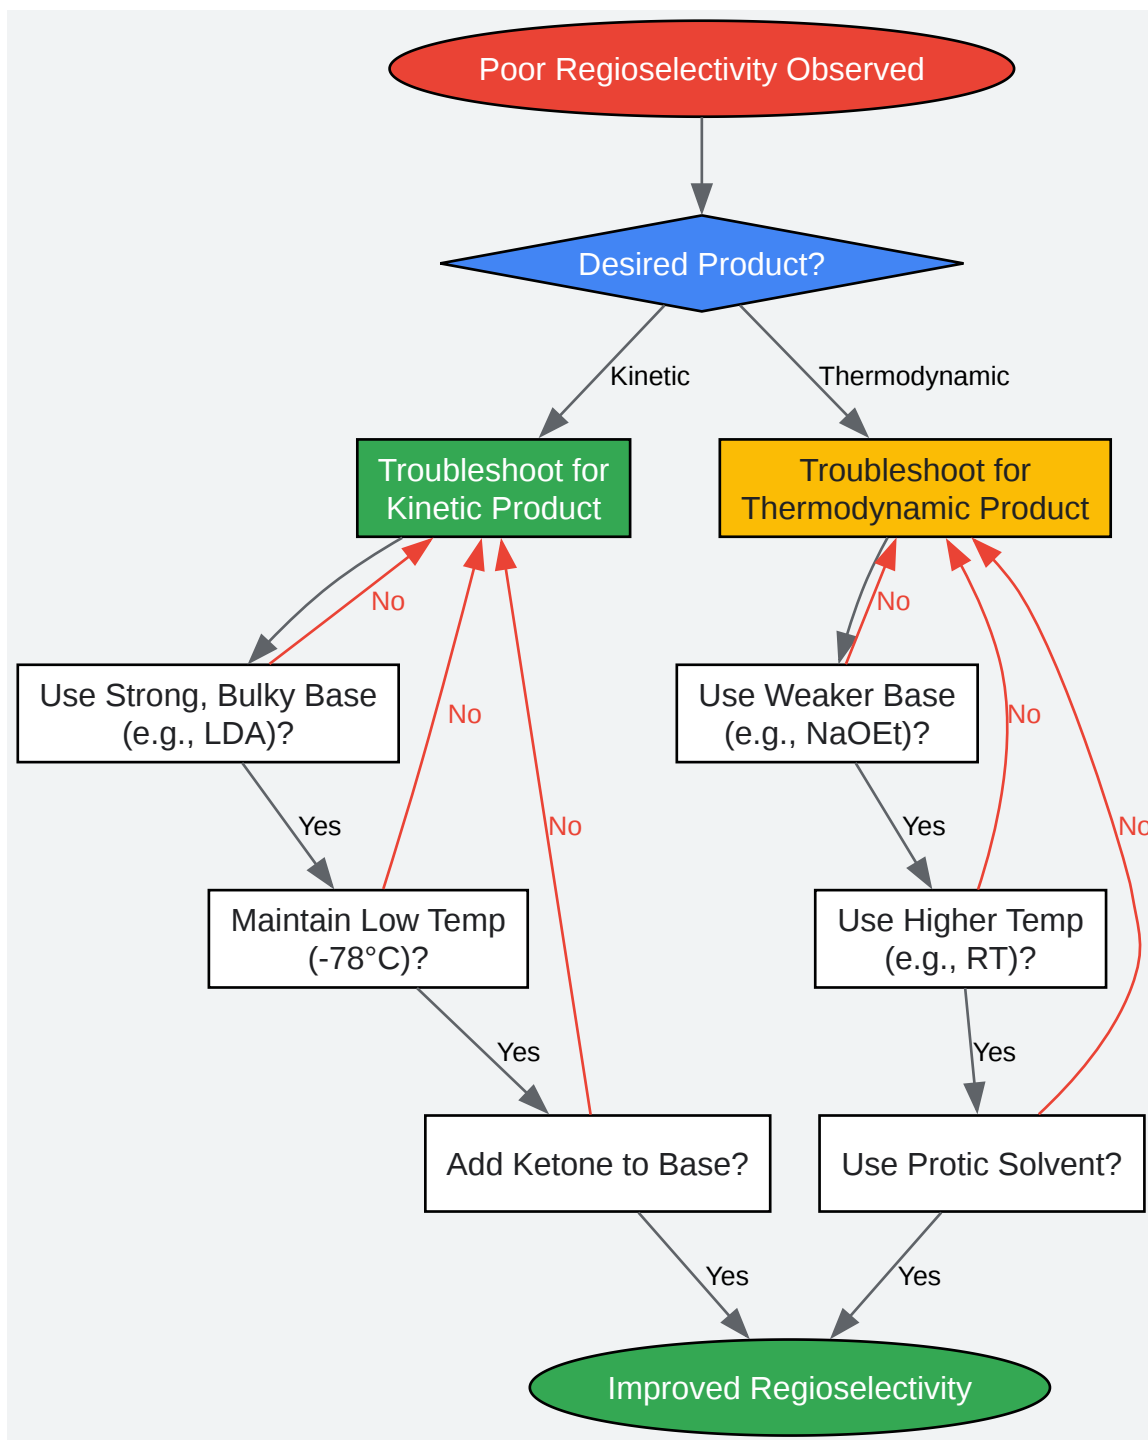 Poor Regioselectivity Observed
Desired Product?
Kinetic
Thermodynamic
Troubleshoot for
Kinetic Product
Troubleshoot for
Thermodynamic Product
No
No
Use Strong, Bulky Base
(e.g., LDA)?
Use Weaker Base
(e.g., NaOEt)?
No
No
Yes
No
Yes
No
Maintain Low Temp
(-78°C)?
Use Higher Temp
(e.g., RT)?
Yes
Yes
Add Ketone to Base?
Use Protic Solvent?
Yes
Yes
Improved Regioselectivity